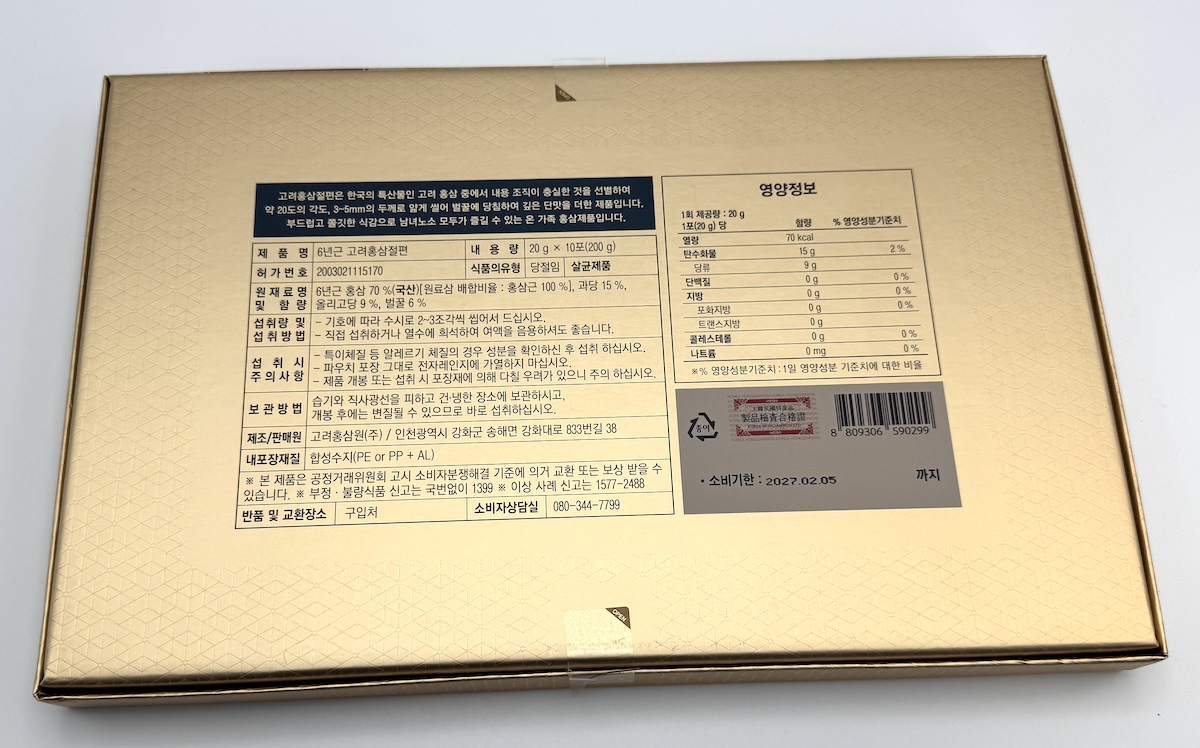 고려홍삼절편은 한국의 특산물인 고려 홍삼 중에서 내용 조직이 충실한 것을 선별하여
약 20도의 각도, 3~5mm의 두께로 얇게 썰어 벌꿀에 당침하여 깊은 단맛을 더한 제품입니다.
부드럽고 쫄깃한 식감으로 남녀노소 모두가 즐길 수 있는 온 가족 홍삼제품입니다.
제 품 명 6년근 고려홍삼절편 내 용 량 20 g × 10포(200 g)
허가번호 2003021115170 식품의유형 당절임 살균제품
원재료명 6년근 홍삼 70 %(국산)[원료삼 배합비율 : 홍삼근 100 %], 과당 15 %,
및 함량 올리고당 9 %, 벌꿀 6 %
섭취량 및 - 기호에 따라 수시로 2~3조각씩 씹어서 드십시오.
섭취방법 - 직접 섭취하거나 열수에 희석하여 여액을 음용하셔도 좋습니다.
섭 취 시 - 특이체질 등 알레르기 체질의 경우 성분을 확인하신 후 섭취 하십시오.
주의사항 - 파우치 포장 그대로 전자레인지에 가열하지 마십시오.
- 제품 개봉 또는 섭취 시 포장재에 의해 다칠 우려가 있으니 주의 하십시오.
보관방법 습기와 직사광선을 피하고 건·냉한 장소에 보관하시고,
개봉 후에는 변질될 수 있으므로 바로 섭취하십시오.
제조/판매원 고려홍삼원(주) / 인천광역시 강화군 송해면 강화대로 833번길 38
내포장재질 합성수지(PE or PP + AL)
※ 본 제품은 공정거래위원회 고시 소비자분쟁해결 기준에 의거 교환 또는 보상 받을 수
있습니다. ※ 부정·불량식품 신고는 국번없이 1399 ※ 이상 사례 신고는 1577-2488
반품 및 교환장소 구입처 소비자상담실 080-344-7799
영양정보
1회 제공량 : 20 g
1포(20 g) 당 함량 % 영양성분기준치
열량 70 kcal
탄수화물 15 g 2 %
당류 9 g
단백질 0 g 0 %
지방 0 g 0 %
포화지방 0 g 0 %
트랜스지방 0 g
콜레스테롤 0 g 0 %
나트륨 0 mg 0 %
※% 영양성분기준치 : 1일 영양성분 기준치에 대한 비율
종이
大韓民國特産品
製品檢査合格證
8 809306 590299
• 소비기한 : 2027.02.05 까지
OPEN